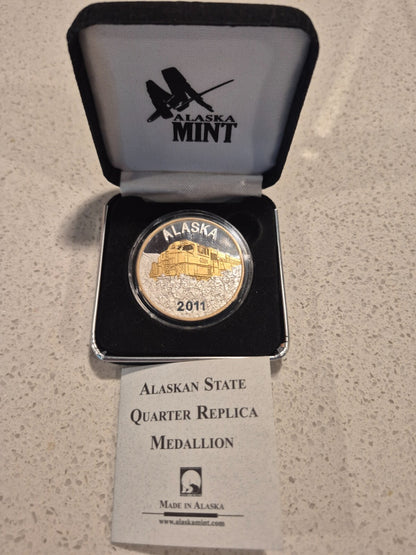 ALASKA
MINT
ALASKA
2011
ALASKAN STATE
QUARTER REPLICA
MEDALLION
MADE IN ALASKA
www.alaskamint.com